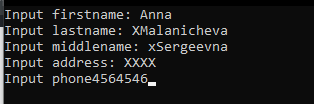 Input firstname: Anna
Input lastname: XMalanicheva
Input middlename: xSergeevna
Input address: XXXX
Input phone4564546